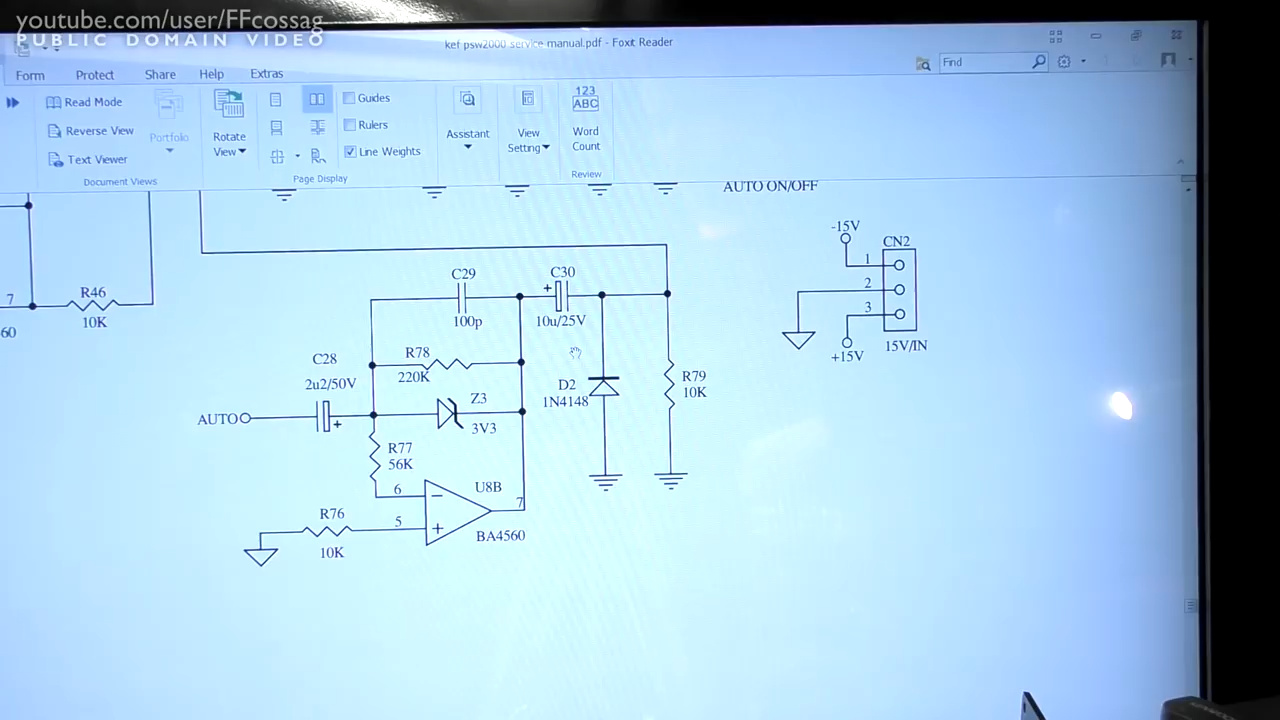 youtube.com/user/FFcossag
PUBLIC DOMAIN VIDEO
kef psw2000 service manual.pdf - Foxit Reader
Form Protect Share Help Extras
Find
Read Mode
Reverse View
Text Viewer
Document Views
Portfolio
Rotate
View
Guides
Rulers
Line Weights
Page Display
Assistant
View
Setting
123
ABC
Word
Count
Review
AUTO ON/OFF
7
60
R46
10K
C29
100p
C30
+
10u/25V
-15V
CN2
1
2
3
+15V
15V/IN
C28
2u2/50V
+
AUTO
R78
220K
Z3
3V3
D2
1N4148
R79
10K
R77
56K
6
5
-
+
U8B
7
BA4560
R76
10K